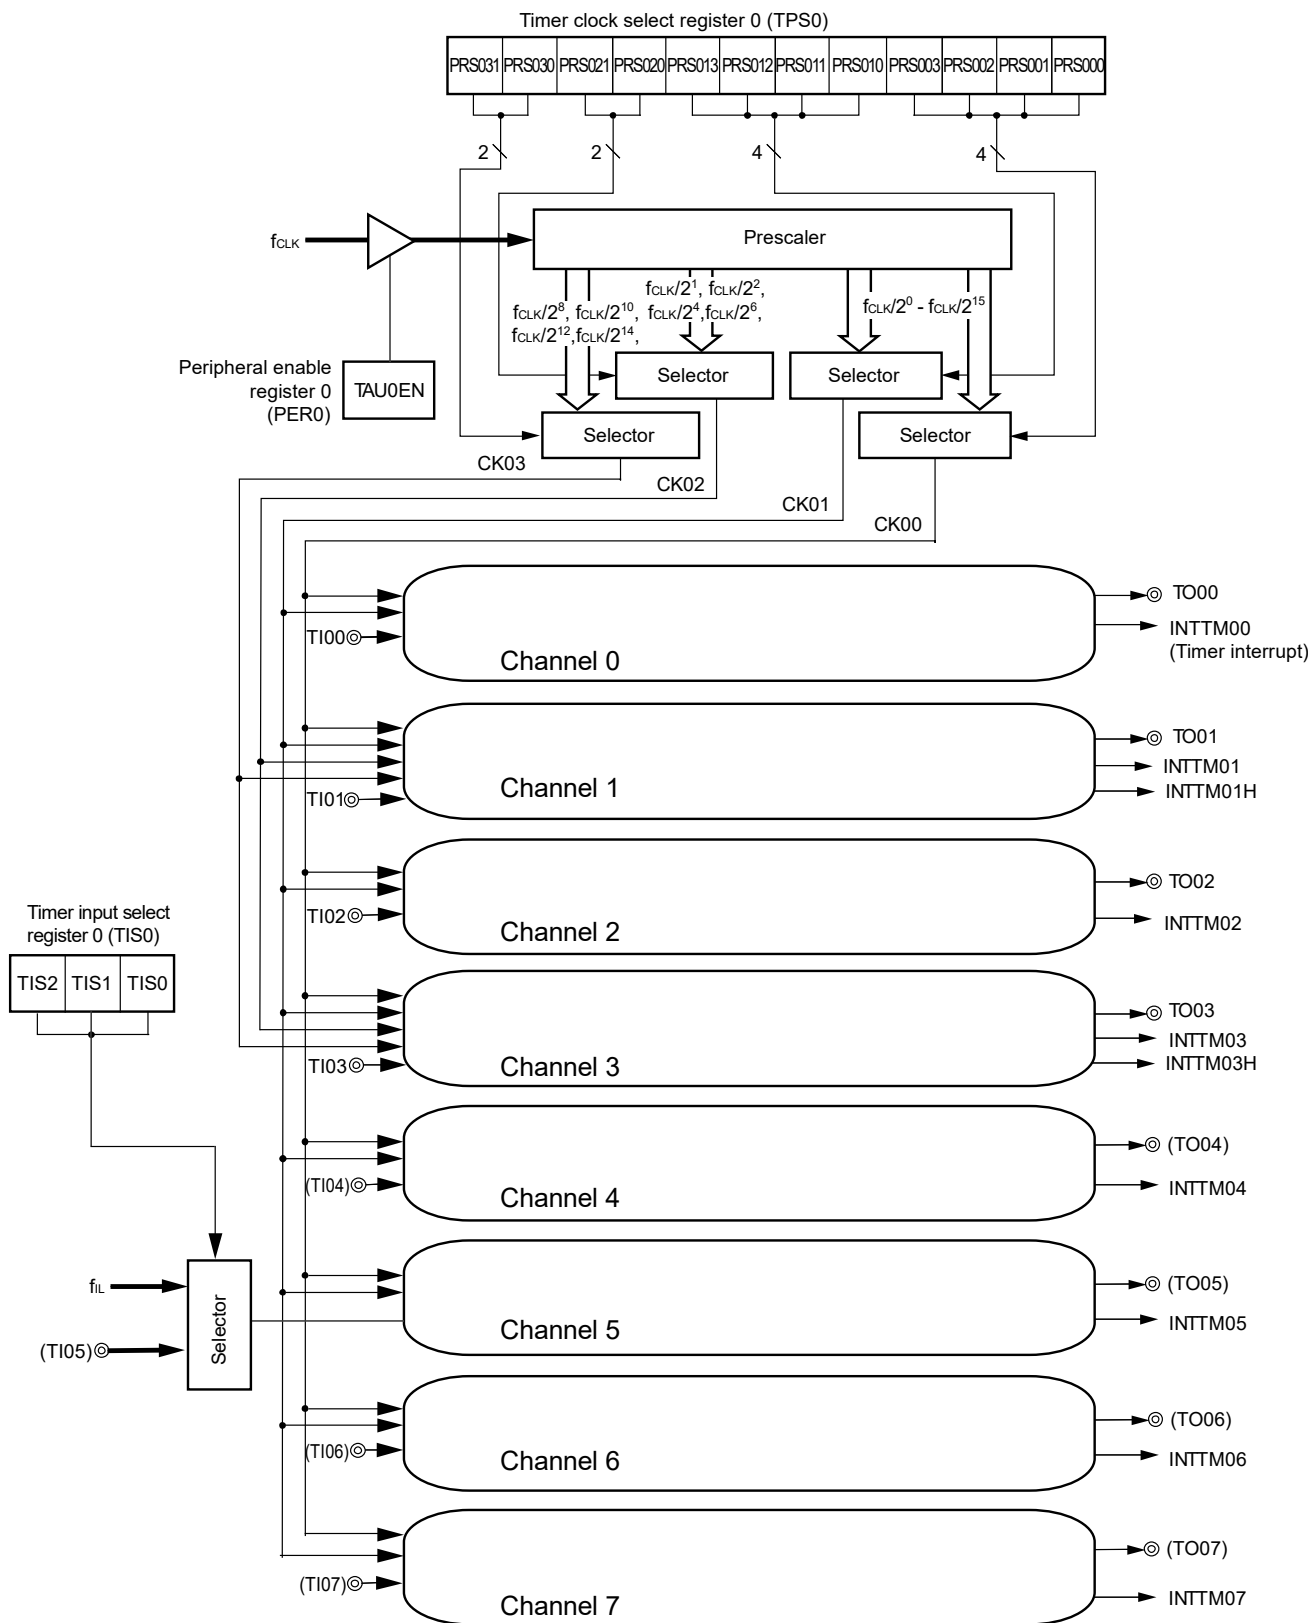 Timer clock select register 0 (TPS0)
PRS031 PRS030 PRS021 PRS020 PRS013 PRS012 PRS011 PRS010 PRS003 PRS002 PRS001 PRS000
2 2 4 4
fCLK
Prescaler
fCLK/2^8, fCLK/2^10,
fCLK/2^12,fCLK/2^14,
fCLK/2^1, fCLK/2^2,
fCLK/2^4,fCLK/2^6,
fCLK/2^0 - fCLK/2^15
Peripheral enable
register 0
(PER0)
TAU0EN
Selector
Selector
Selector
Selector
CK03
CK02
CK01
CK00
TI00
Channel 0
TO00
INTTM00
(Timer interrupt)
TI01
Channel 1
TO01
INTTM01
INTTM01H
TI02
Channel 2
TO02
INTTM02
Timer input select
register 0 (TIS0)
TIS2 TIS1 TIS0
TI03
Channel 3
TO03
INTTM03
INTTM03H
(TI04)
Channel 4
(TO04)
INTTM04
fIL
(TI05)
Selector
Channel 5
(TO05)
INTTM05
(TI06)
Channel 6
(TO06)
INTTM06
(TI07)
Channel 7
(TO07)
INTTM07